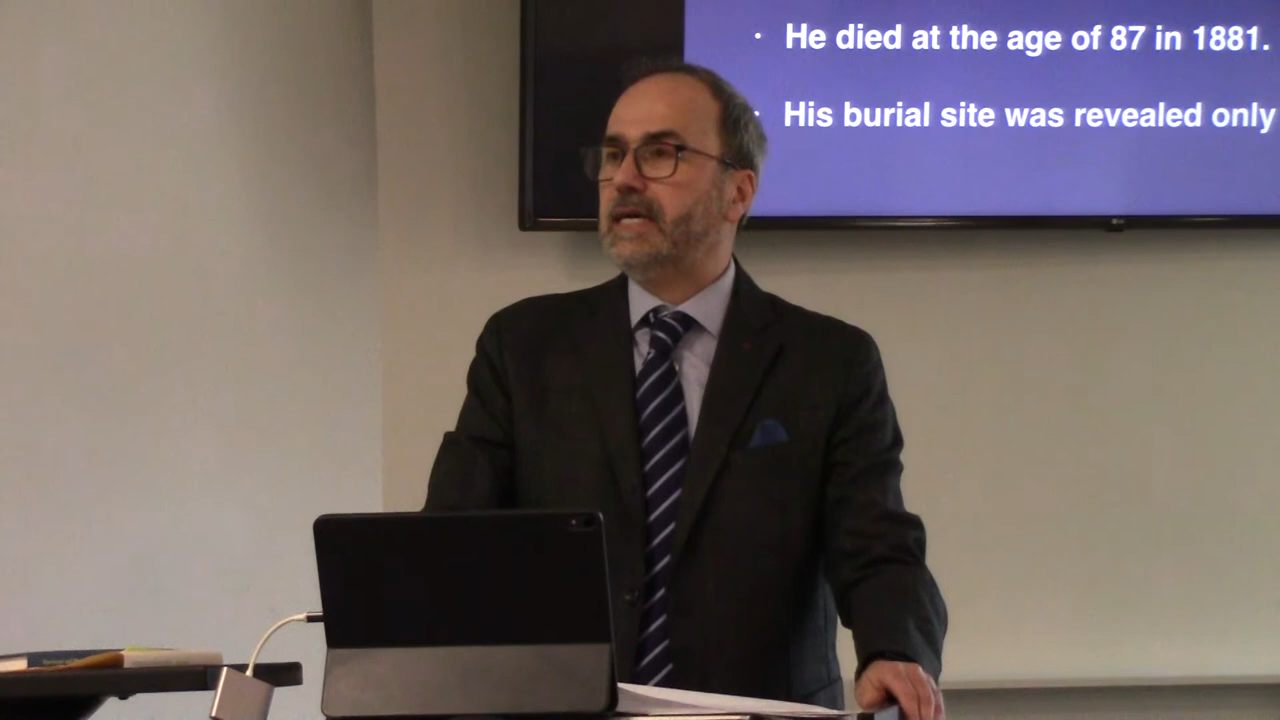 • He died at the age of 87 in 1881.
• His burial site was revealed only